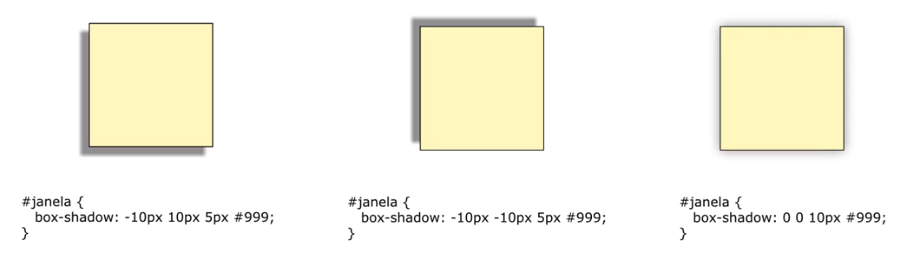 #janela {
box-shadow: -10px 10px 5px #999;
}
#janela {
box-shadow: -10px -10px 5px #999;
}
#janela {
box-shadow: 0 0 10px #999;
}